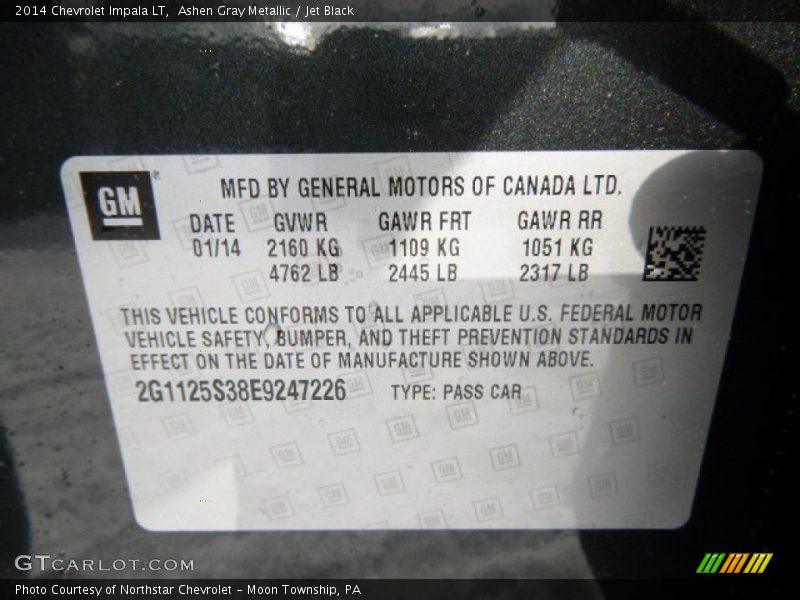 2014 Chevrolet Impala LT,  Ashen Gray Metallic / Jet Black
GM
MFD BY GENERAL MOTORS OF CANADA LTD.
DATE GVWR GAWR FRT GAWR RR
01/14 2160 KG 1109 KG 1051 KG
4762 LB 2445 LB 2317 LB
THIS VEHICLE CONFORMS TO ALL APPLICABLE U.S. FEDERAL MOTOR
VEHICLE SAFETY, BUMPER, AND THEFT PREVENTION STANDARDS IN
EFFECT ON THE DATE OF MANUFACTURE SHOWN ABOVE.
2G1125S38E9247226 TYPE: PASS CAR
GTCARLOT.COM
Photo Courtesy of Northstar Chevrolet - Moon Township, PA